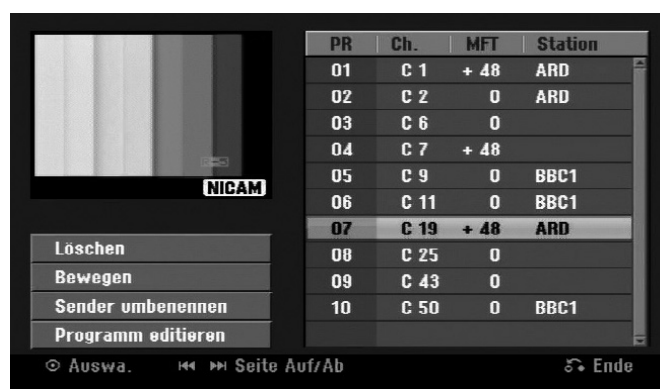 NICAM
Löschen
Bewegen
Sender umbenennen
Programm editieren
PR Ch. MFT Station
01 C 1 + 48 ARD
02 C 2 0 ARD
03 C 6 0
04 C 7 + 48
05 C 9 0 BBC1
06 C 11 0 BBC1
07 C 19 + 48 ARD
08 C 25 0
09 C 43 0
10 C 50 0 BBC1
Auswa. Seite Auf/Ab Ende